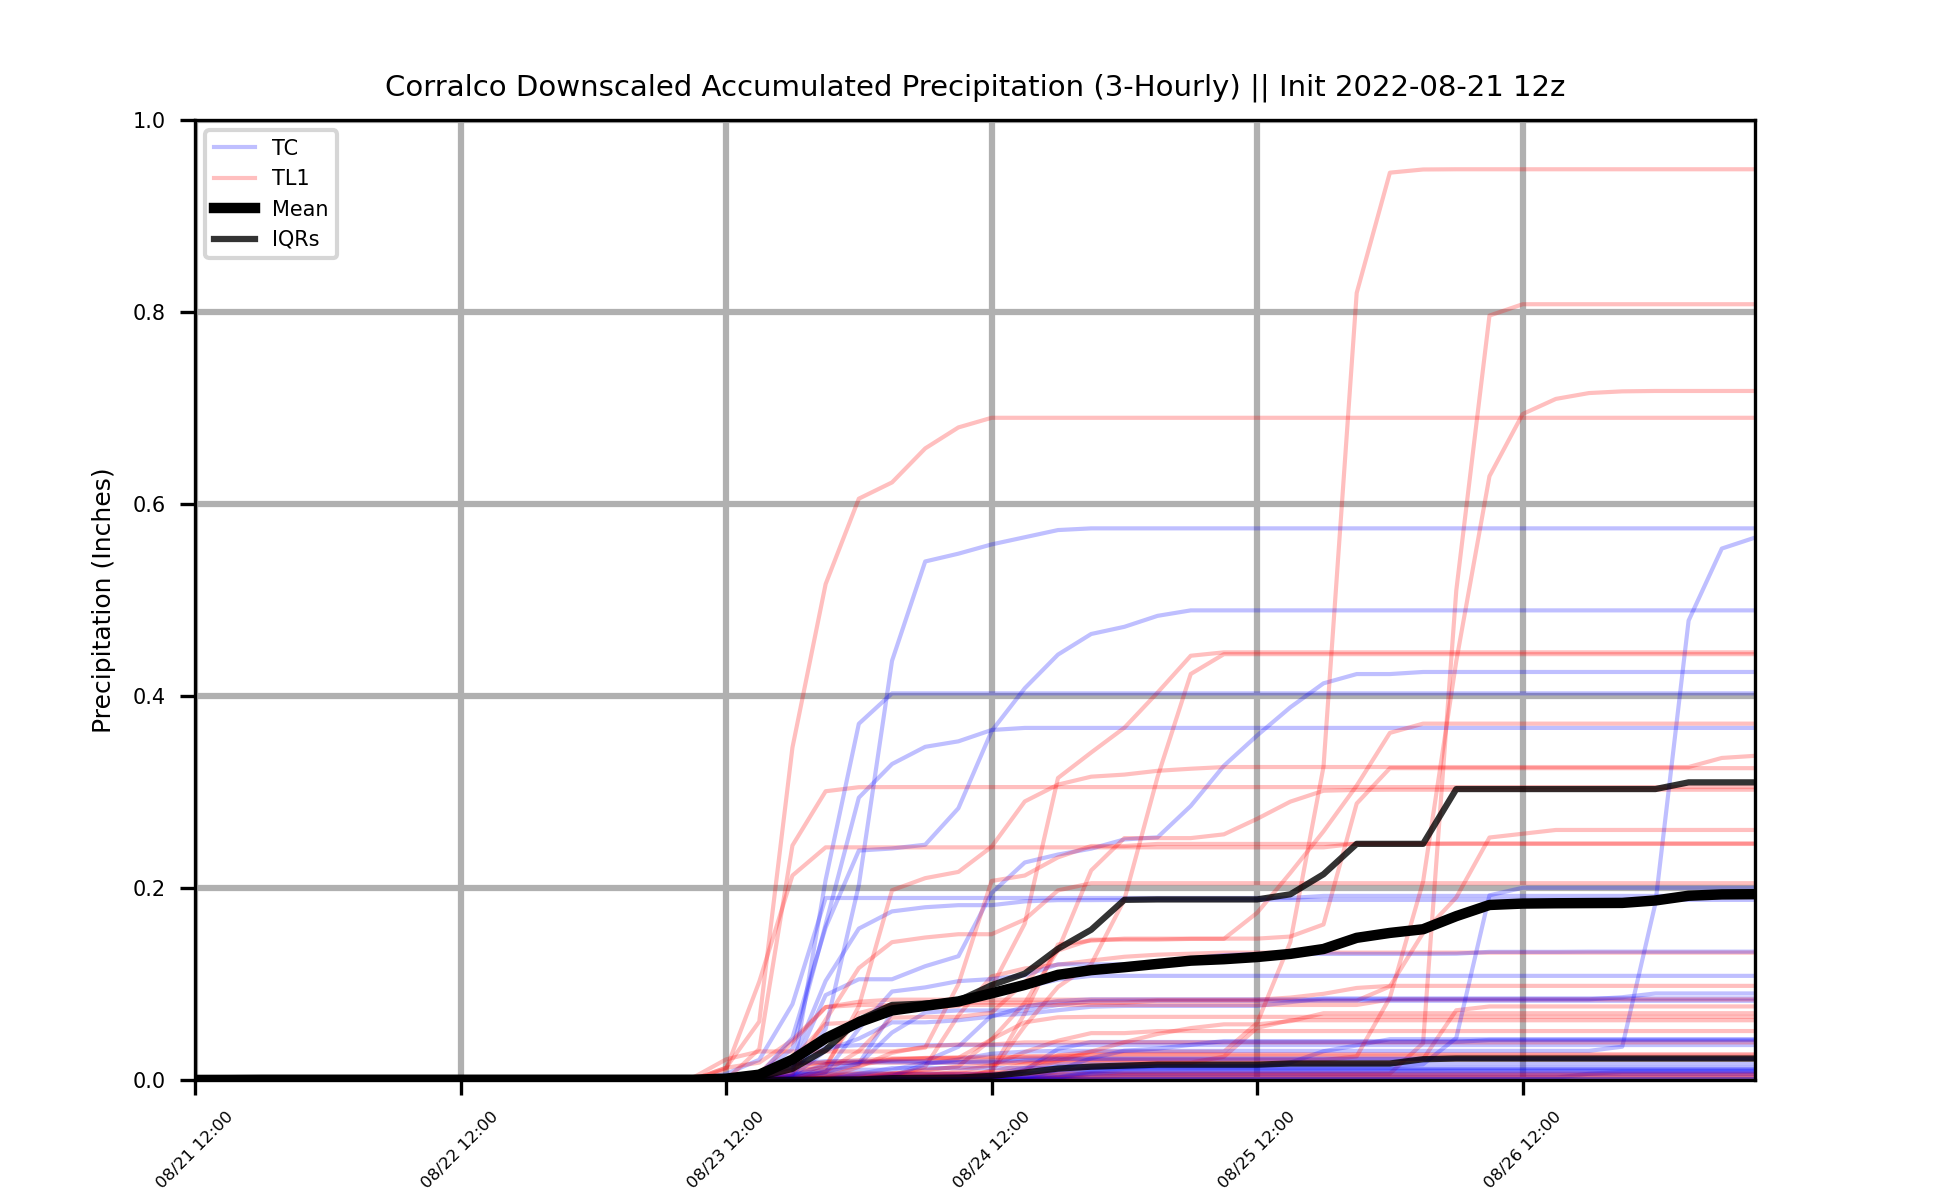 Corralco Downscaled Accumulated Precipitation (3-Hourly) || Init 2022-08-21 12z
TC
TL1
Mean
IQRs
Precipitation (Inches)
1.0
0.8
0.6
0.4
0.2
0.0
08/21 12:00
08/22 12:00
08/23 12:00
08/24 12:00
08/25 12:00
08/26 12:00